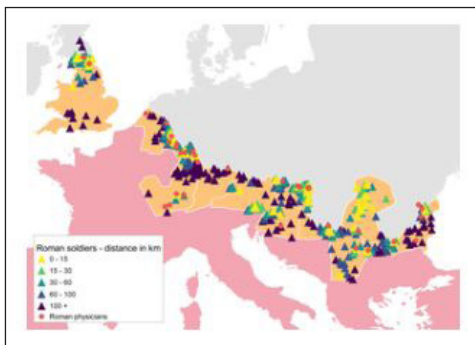 Roman soldiers - distance in km
0 - 15
15 - 30
30 - 60
60 - 100
100 +
Roman physicians